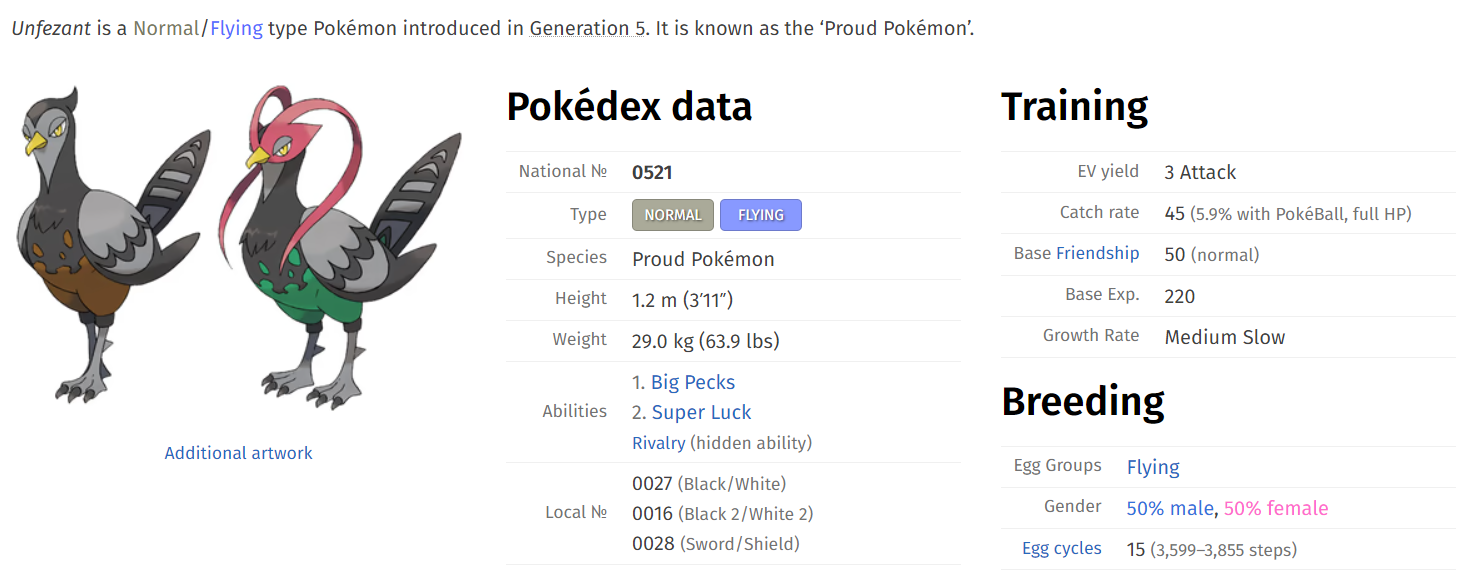 Unfezant is a Normal/Flying type Pokémon introduced in Generation 5. It is known as the ‘Proud Pokémon’.
Additional artwork
Pokédex data
National № 0521
Type NORMAL FLYING
Species Proud Pokémon
Height 1.2 m (3′11″)
Weight 29.0 kg (63.9 lbs)
Abilities
1. Big Pecks
2. Super Luck
Rivalry (hidden ability)
Local №
0027 (Black/White)
0016 (Black 2/White 2)
0028 (Sword/Shield)
Training
EV yield 3 Attack
Catch rate 45 (5.9% with PokéBall, full HP)
Base Friendship 50 (normal)
Base Exp. 220
Growth Rate Medium Slow
Breeding
Egg Groups Flying
Gender 50% male, 50% female
Egg cycles 15 (3,599–3,855 steps)